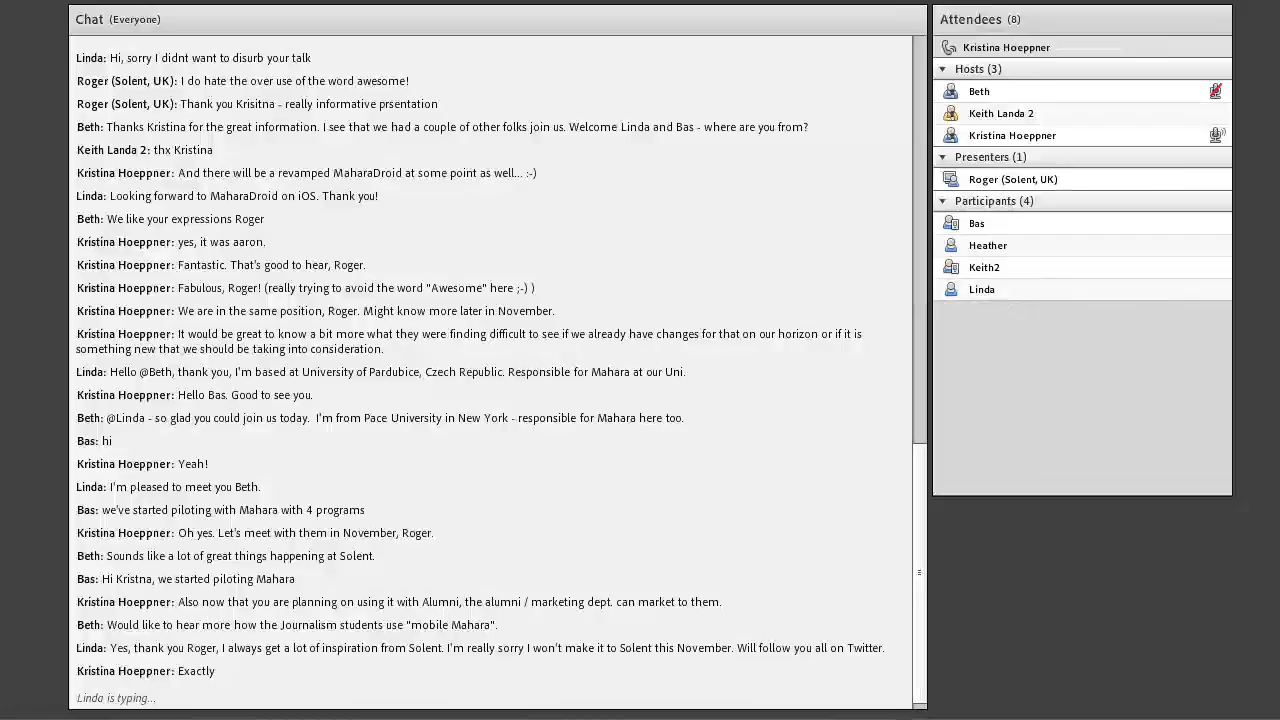 Chat (Everyone)
Linda: Hi, sorry I didnt want to disurb your talk
Roger (Solent, UK): I do hate the over use of the word awesome!
Roger (Solent, UK): Thank you Krisitna - really informative prsentation
Beth: Thanks Kristina for the great information. I see that we had a couple of other folks join us. Welcome Linda and Bas - where are you from?
Keith Landa 2: thx Kristina
Kristina Hoeppner: And there will be a revamped MaharaDroid at some point as well... :-)
Linda: Looking forward to MaharaDroid on iOS. Thank you!
Beth: We like your expressions Roger
Kristina Hoeppner: yes, it was aaron.
Kristina Hoeppner: Fantastic. That's good to hear, Roger.
Kristina Hoeppner: Fabulous, Roger! (really trying to avoid the word "Awesome" here ;-) )
Kristina Hoeppner: We are in the same position, Roger. Might know more later in November.
Kristina Hoeppner: It would be great to know a bit more what they were finding difficult to see if we already have changes for that on our horizon or if it is
something new that we should be taking into consideration.
Linda: Hello @Beth, thank you, I'm based at University of Pardubice, Czech Republic. Responsible for Mahara at our Uni.
Kristina Hoeppner: Hello Bas. Good to see you.
Beth: @Linda - so glad you could join us today.  I'm from Pace University in New York - responsible for Mahara here too.
Bas: hi
Kristina Hoeppner: Yeah!
Linda: I'm pleased to meet you Beth.
Bas: we've started piloting with Mahara with 4 programs
Kristina Hoeppner: Oh yes. Let's meet with them in November, Roger.
Beth: Sounds like a lot of great things happening at Solent.
Bas: Hi Kristna, we started piloting Mahara
Kristina Hoeppner: Also now that you are planning on using it with Alumni, the alumni / marketing dept. can market to them.
Beth: Would like to hear more how the Journalism students use "mobile Mahara".
Linda: Yes, thank you Roger, I always get a lot of inspiration from Solent. I'm really sorry I won't make it to Solent this November. Will follow you all on Twitter.
Kristina Hoeppner: Exactly
Linda is typing...
Attendees (8)
Kristina Hoeppner
Hosts (3)
Beth
Keith Landa 2
Kristina Hoeppner
Presenters (1)
Roger (Solent, UK)
Participants (4)
Bas
Heather
Keith2
Linda